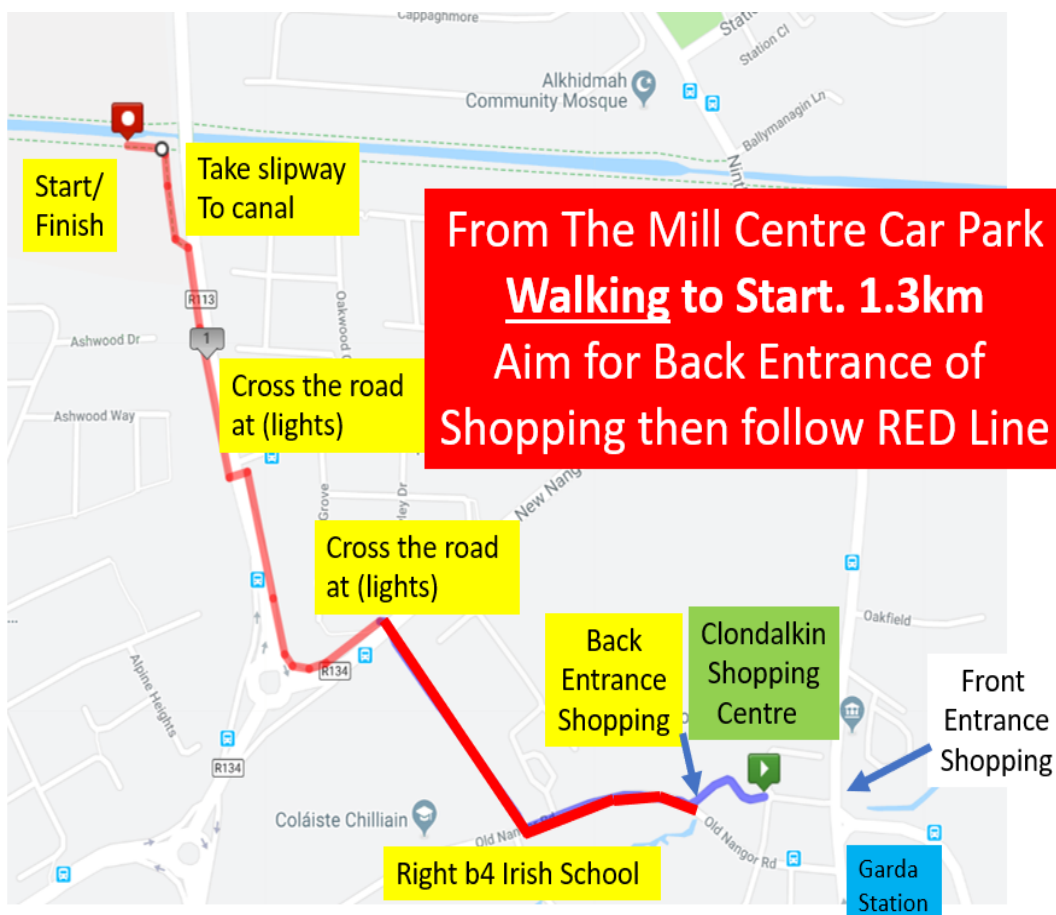 Cappaghmore
Station
Station Cl
Alkhidmah
Community Mosque
Ballymanagin Ln
Start/
Finish
Take slipway
To canal
From The Mill Centre Car Park
Walking to Start. 1.3km
Aim for Back Entrance of
Shopping then follow RED Line
R113
Ashwood Dr
1
Ashwood Way
Cross the road
at (lights)
Grove
New Nang
Cross the road
at (lights)
R134
Alpine Heights
R134
Oakfield
Back
Entrance
Shopping
Clondalkin
Shopping
Centre
Front
Entrance
Shopping
Coláiste Chilliain
Old Nangor Rd
Right b4 Irish School
Garda
Station